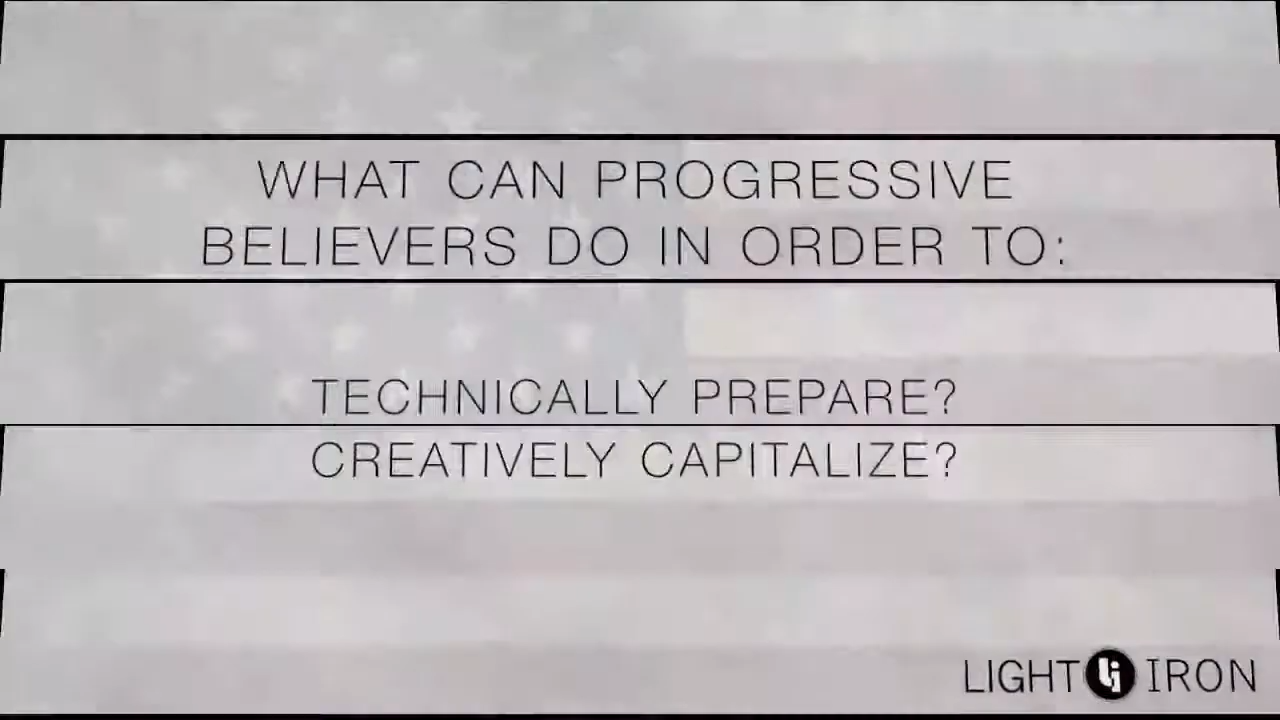 WHAT CAN PROGRESSIVE
BELIEVERS DO IN ORDER TO:
TECHNICALLY PREPARE?
CREATIVELY CAPITALIZE?
LIGHT IRON